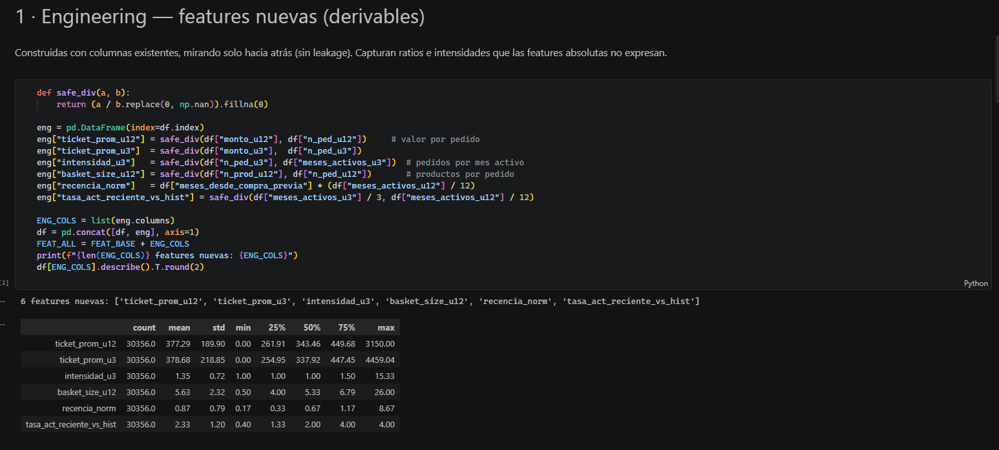 1 · Engineering — features nuevas (derivables)
Construidas con columnas existentes, mirando solo hacia atrás (sin leakage). Capturan ratios e intensidades que las features absolutas no expresan.
def safe_div(a, b):
    return (a / b.replace(0, np.nan)).fillna(0)
eng = pd.DataFrame(index=df.index)
eng["ticket_prom_u12"] = safe_div(df["monto_u12"], df["n_ped_u12"])     # valor por pedido
eng["ticket_prom_u3"]  = safe_div(df["monto_u3"],  df["n_ped_u3"])
eng["intensidad_u3"]   = safe_div(df["n_ped_u3"], df["meses_activos_u3"])  # pedidos por mes activo
eng["basket_size_u12"] = safe_div(df["n_prod_u12"], df["n_ped_u12"])       # productos por pedido
eng["recencia_norm"]   = df["meses_desde_compra_previa"] * (df["meses_activos_u12"] / 12)
eng["tasa_act_reciente_vs_hist"] = safe_div(df["meses_activos_u3"] / 3, df["meses_activos_u12"] / 12)
ENG_COLS = list(eng.columns)
df = pd.concat([df, eng], axis=1)
FEAT_ALL = FEAT_BASE + ENG_COLS
print(f"{len(ENG_COLS)} features nuevas: {ENG_COLS}")
df[ENG_COLS].describe().T.round(2)
[2]
Python
6 features nuevas: ['ticket_prom_u12', 'ticket_prom_u3', 'intensidad_u3', 'basket_size_u12', 'recencia_norm', 'tasa_act_reciente_vs_hist']
count mean std min 25% 50% 75% max
ticket_prom_u12 30356.0 377.29 189.90 0.00 261.91 343.46 449.68 3150.00
ticket_prom_u3 30356.0 378.68 218.85 0.00 254.95 337.92 447.45 4459.04
intensidad_u3 30356.0 1.35 0.72 1.00 1.00 1.00 1.50 15.33
basket_size_u12 30356.0 5.63 2.32 0.50 4.00 5.33 6.79 26.00
recencia_norm 30356.0 0.87 0.79 0.17 0.33 0.67 1.17 8.67
tasa_act_reciente_vs_hist 30356.0 2.33 1.20 0.40 1.33 2.00 4.00 4.00